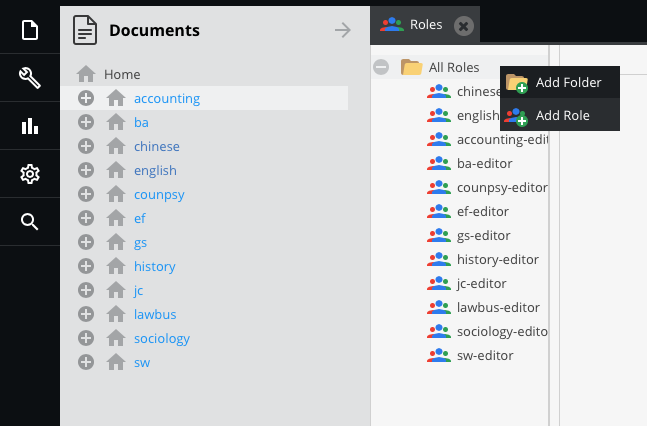 Documents
Home
accounting
ba
chinese
english
counpsy
ef
gs
history
jc
lawbus
sociology
sw
Roles
All Roles
Add Folder
Add Role
chinese
english
accounting-edit
ba-editor
counpsy-editor
ef-editor
gs-editor
history-editor
jc-editor
lawbus-editor
sociology-edito
sw-editor